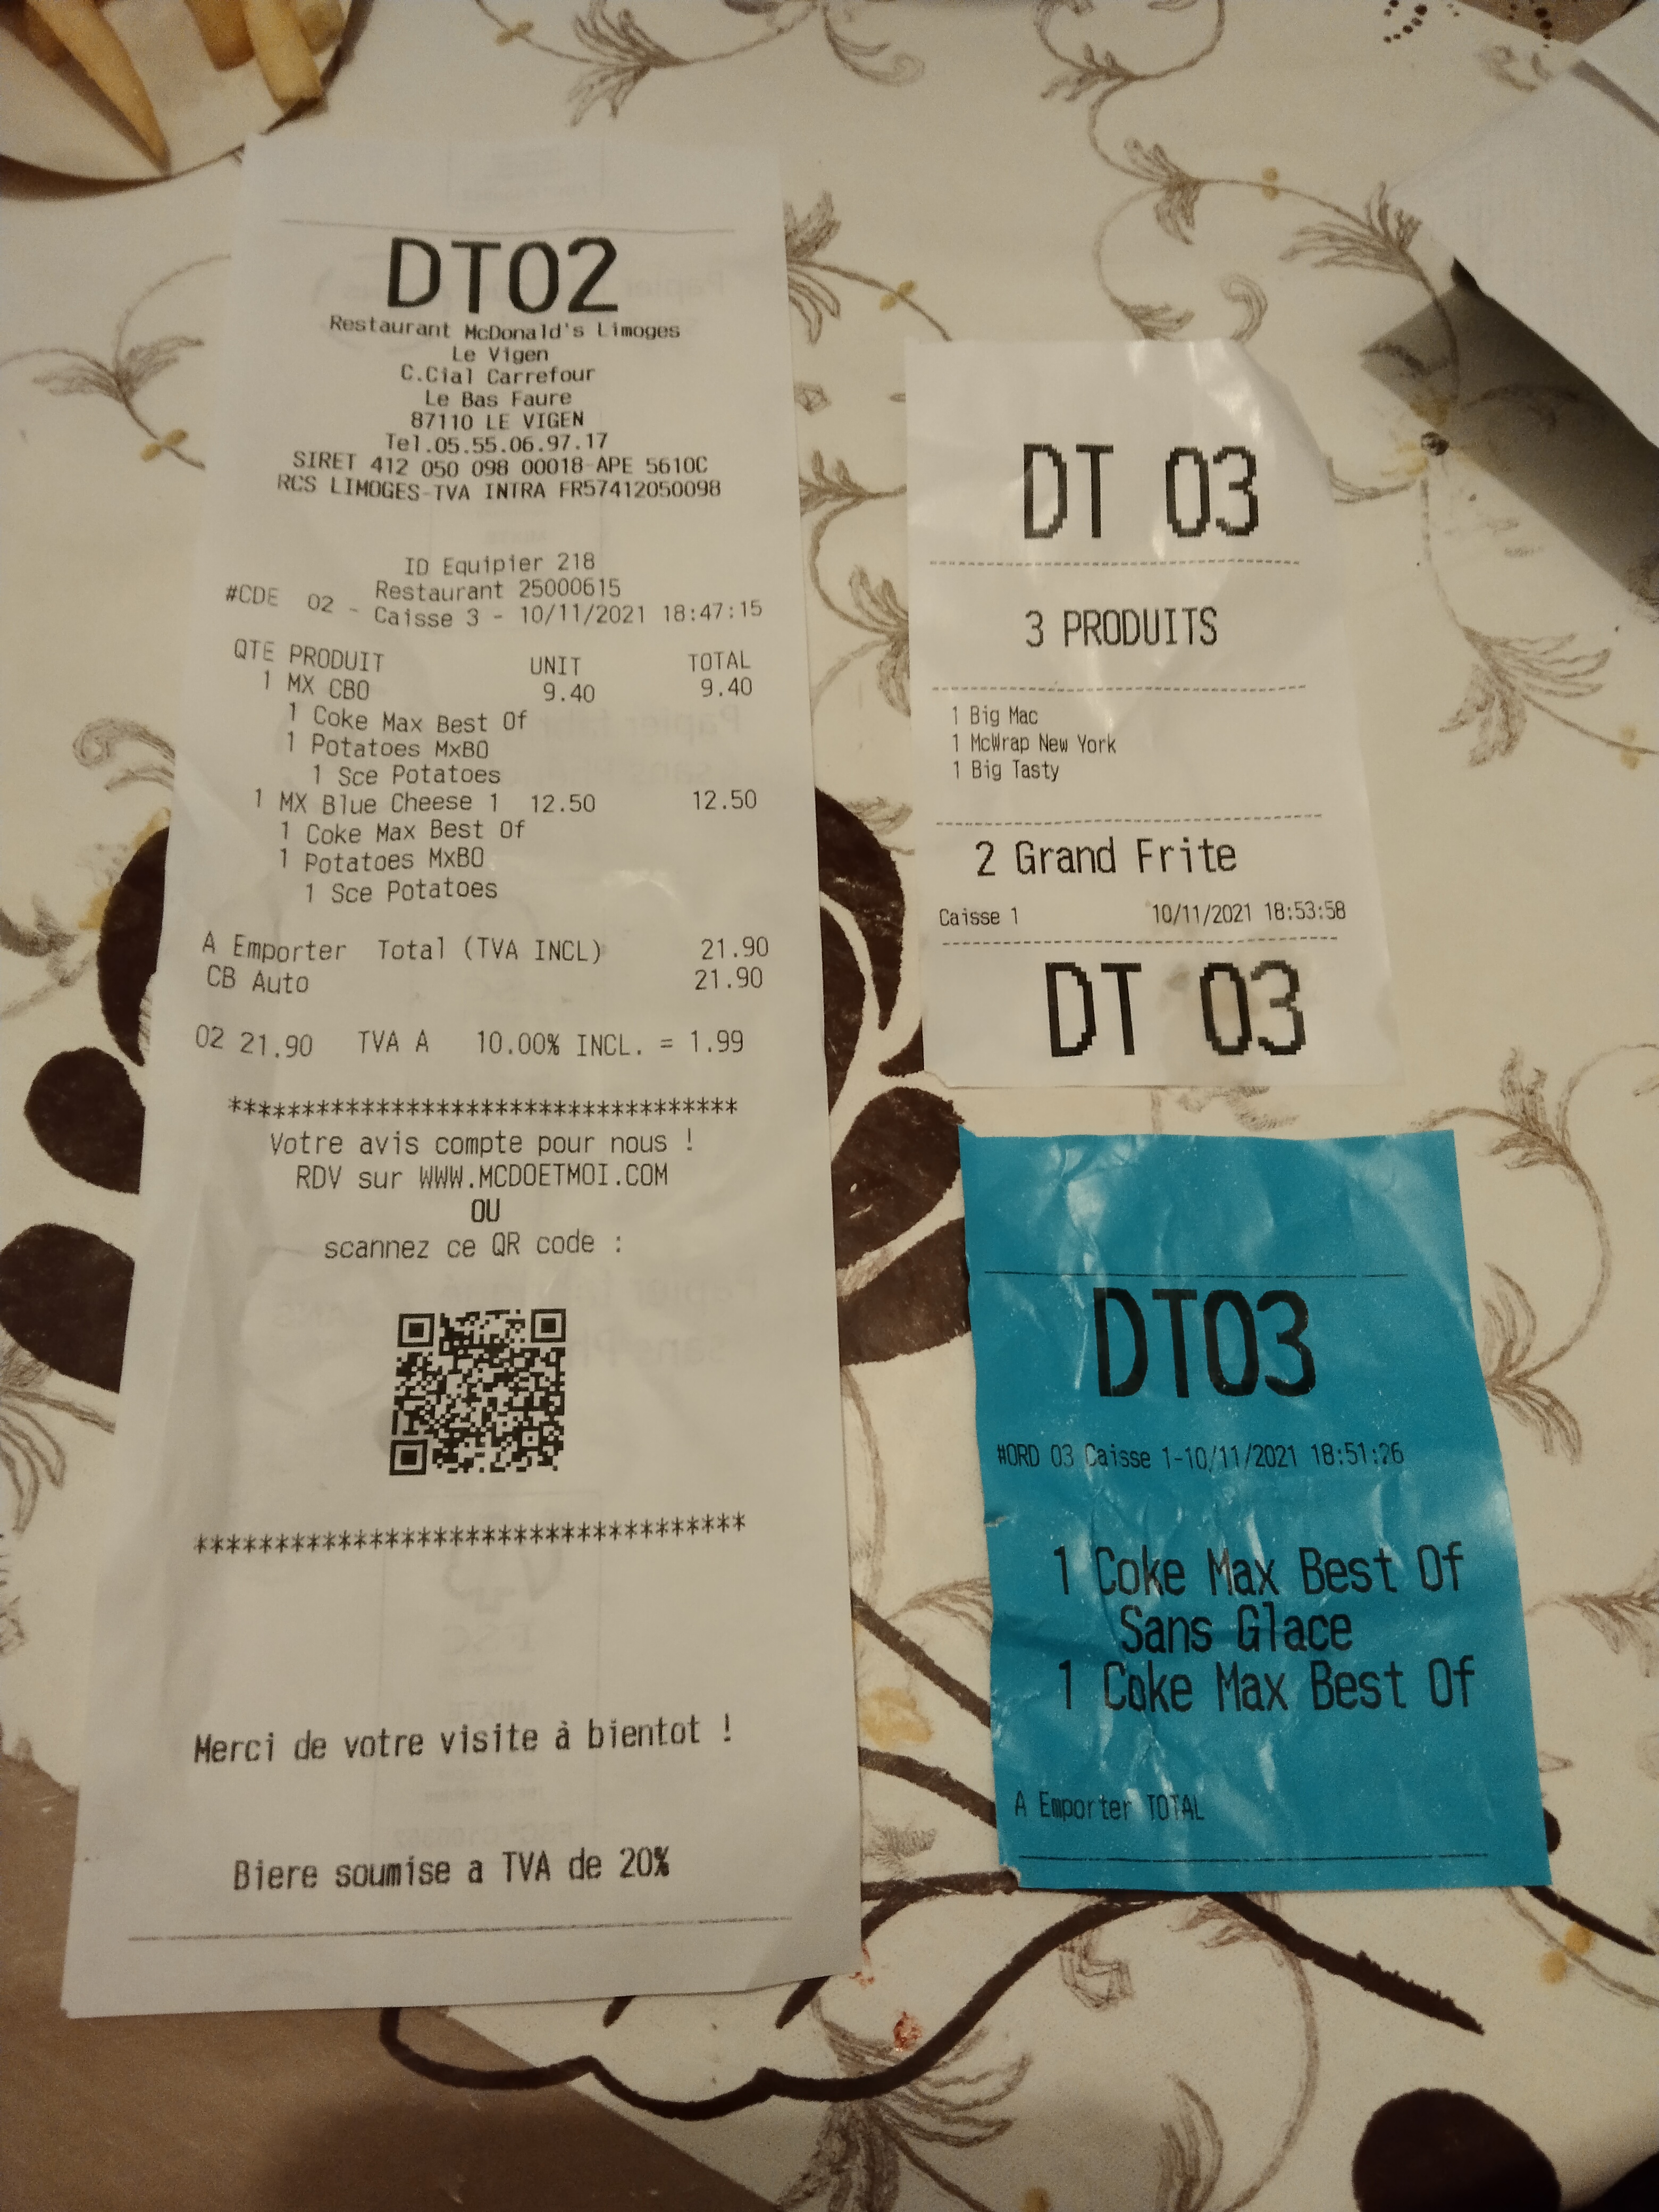 DT02
Restaurant McDonald's Limoges
Le Vigen
C.Cial Carrefour
Le Bas Faure
87110 LE VIGEN
Tel.05.55.06.97.17
SIRET 412 050 098 00018-APE 5610C
RCS LIMOGES-TVA INTRA FR57412050098
ID Equipier 218
Restaurant 25000615
#CDE 02 - Caisse 3 - 10/11/2021 18:47:15
QTE PRODUIT UNIT TOTAL
1 MX CBO 9.40 9.40
1 Coke Max Best Of
1 Potatoes MxBO
1 Sce Potatoes
1 MX Blue Cheese 1 12.50 12.50
1 Coke Max Best Of
1 Potatoes MxBO
1 Sce Potatoes
A Emporter Total (TVA INCL) 21.90
CB Auto 21.90
02 21.90 TVA A 10.00% INCL. = 1.99
***********************************
Votre avis compte pour nous !
RDV sur WWW.MCDOETMOI.COM
OU
scannez ce QR code :
***********************************
Merci de votre visite à bientot !
Biere soumise a TVA de 20%
DT 03
3 PRODUITS
1 Big Mac
1 McWrap New York
1 Big Tasty
2 Grand Frite
Caisse 1 10/11/2021 18:53:58
DT 03
DT03
#ORD 03 Caisse 1-10/11/2021 18:51:26
1 Coke Max Best Of
Sans Glace
1 Coke Max Best Of
A Emporter TOTAL